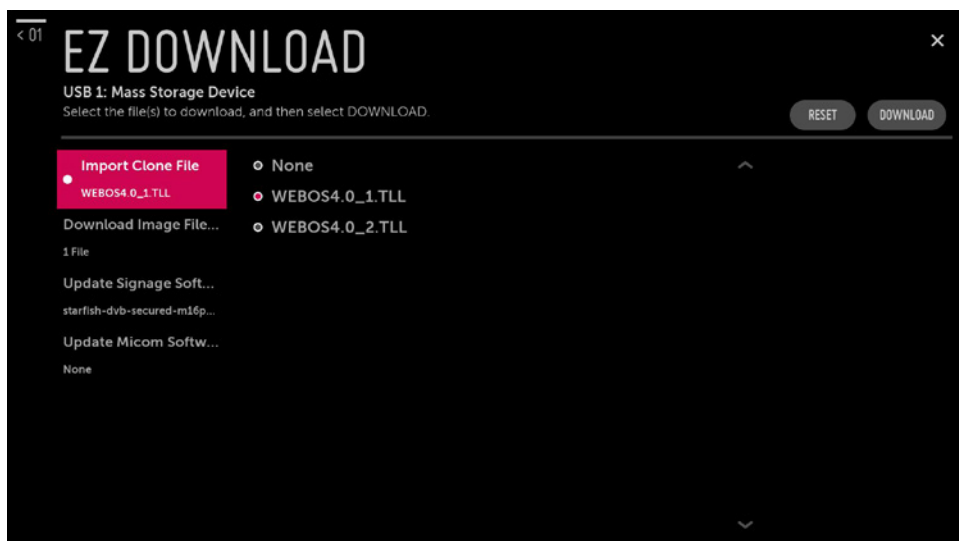 < 01
EZ DOWNLOAD
USB 1: Mass Storage Device
Select the file(s) to download, and then select DOWNLOAD.
RESET
DOWNLOAD
Import Clone File
WEBOS4.0_1.TLL
Download Image File...
1 File
Update Signage Soft...
starfish-dvb-secured-m16p...
Update Micom Softw...
None
None
WEBOS4.0_1.TLL
WEBOS4.0_2.TLL